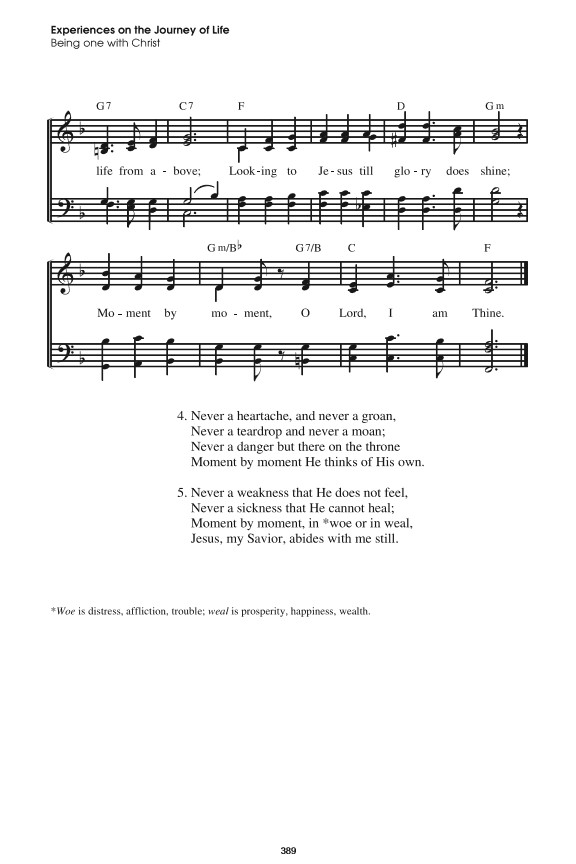 Experiences on the Journey of Life
Being one with Christ
G7 C7 F D Gm
life from a - bove; Look - ing to Je - sus till glo - ry does shine;
Gm/B♭ G7/B C F
Mo - ment by mo - ment, O Lord, I am Thine.
4. Never a heartache, and never a groan,
Never a teardrop and never a moan;
Never a danger but there on the throne
Moment by moment He thinks of His own.
5. Never a weakness that He does not feel,
Never a sickness that He cannot heal;
Moment by moment, in *woe or in weal,
Jesus, my Savior, abides with me still.
*Woe is distress, affliction, trouble; weal is prosperity, happiness, wealth.
389